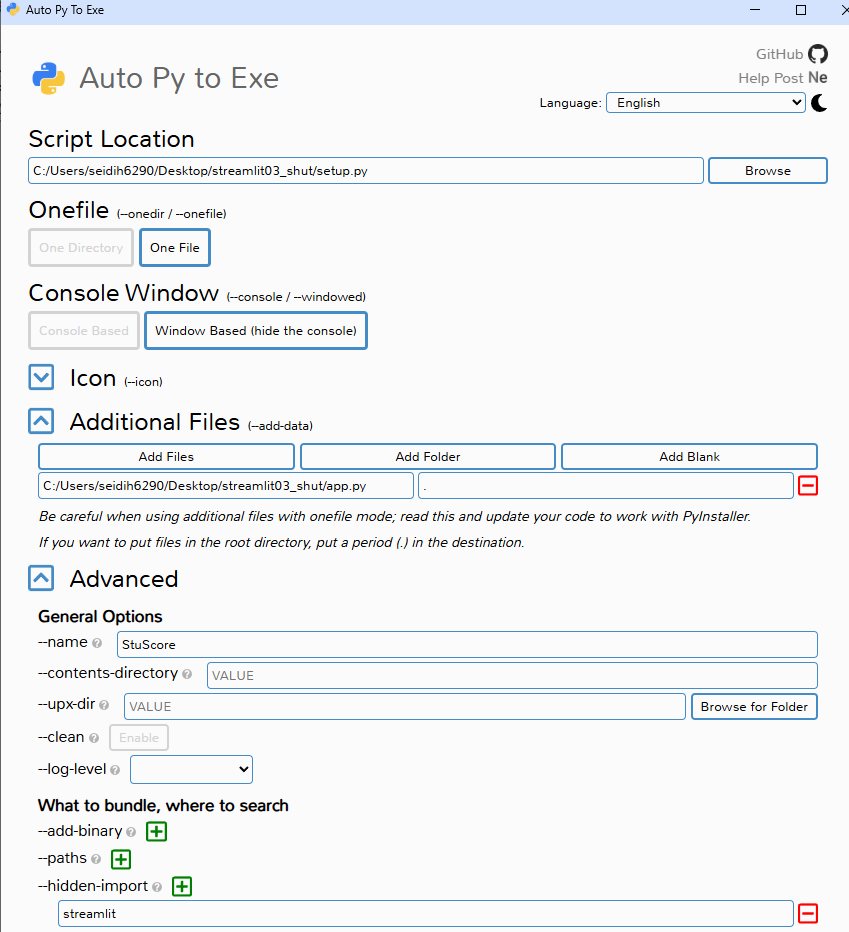 Auto Py To Exe
GitHub
Auto Py to Exe
Help Post Ne
Language: English
Script Location
C:/Users/seidih6290/Desktop/streamlit03_shut/setup.py Browse
Onefile (--onedir / --onefile)
One Directory One File
Console Window (--console / --windowed)
Console Based Window Based (hide the console)
Icon (--icon)
Additional Files (--add-data)
Add Files Add Folder Add Blank
C:/Users/seidih6290/Desktop/streamlit03_shut/app.py .
Be careful when using additional files with onefile mode; read this and update your code to work with PyInstaller.
If you want to put files in the root directory, put a period (.) in the destination.
Advanced
General Options
--name ? StuScore
--contents-directory ? VALUE
--upx-dir ? VALUE Browse for Folder
--clean ? Enable
--log-level ?
What to bundle, where to search
--add-binary ?
--paths ?
--hidden-import ?
streamlit